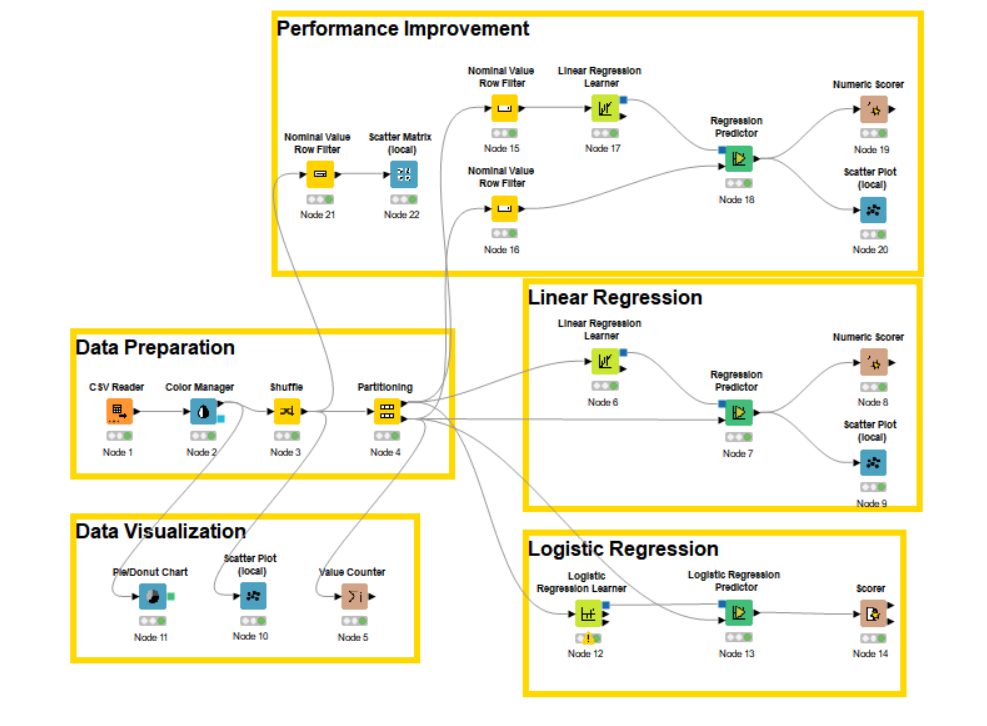 Performance Improvement
Nominal Value
Row Filter
Node 21
Scatter Matrix
(local)
Node 22
Nominal Value
Row Filter
Node 15
Linear Regression
Learner
Node 17
Nominal Value
Row Filter
Node 16
Regression
Predictor
Node 18
Numeric Scorer
Node 19
Scatter Plot
(local)
Node 20
Linear Regression
Linear Regression
Learner
Node 6
Regression
Predictor
Node 7
Numeric Scorer
Node 8
Scatter Plot
(local)
Node 9
Data Preparation
CSV Reader
Node 1
Color Manager
Node 2
Shuffle
Node 3
Partitioning
Node 4
Data Visualization
Pie/Donut Chart
Node 11
Scatter Plot
(local)
Node 10
Value Counter
Node 5
Logistic Regression
Logistic
Regression Learner
Node 12
Logistic Regression
Predictor
Node 13
Scorer
Node 14